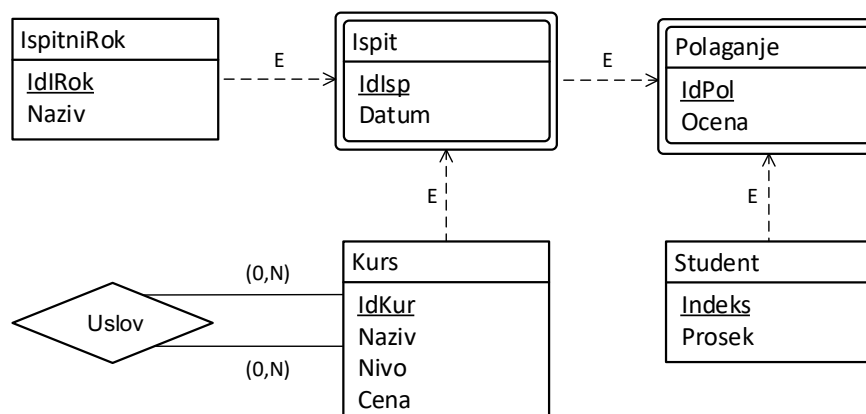 IspitniRok
IdIRok
Naziv
E
Ispit
IdIsp
Datum
E
Polaganje
IdPol
Ocena
E
E
Uslov
(0,N)
(0,N)
Kurs
IdKur
Naziv
Nivo
Cena
Student
Indeks
Prosek